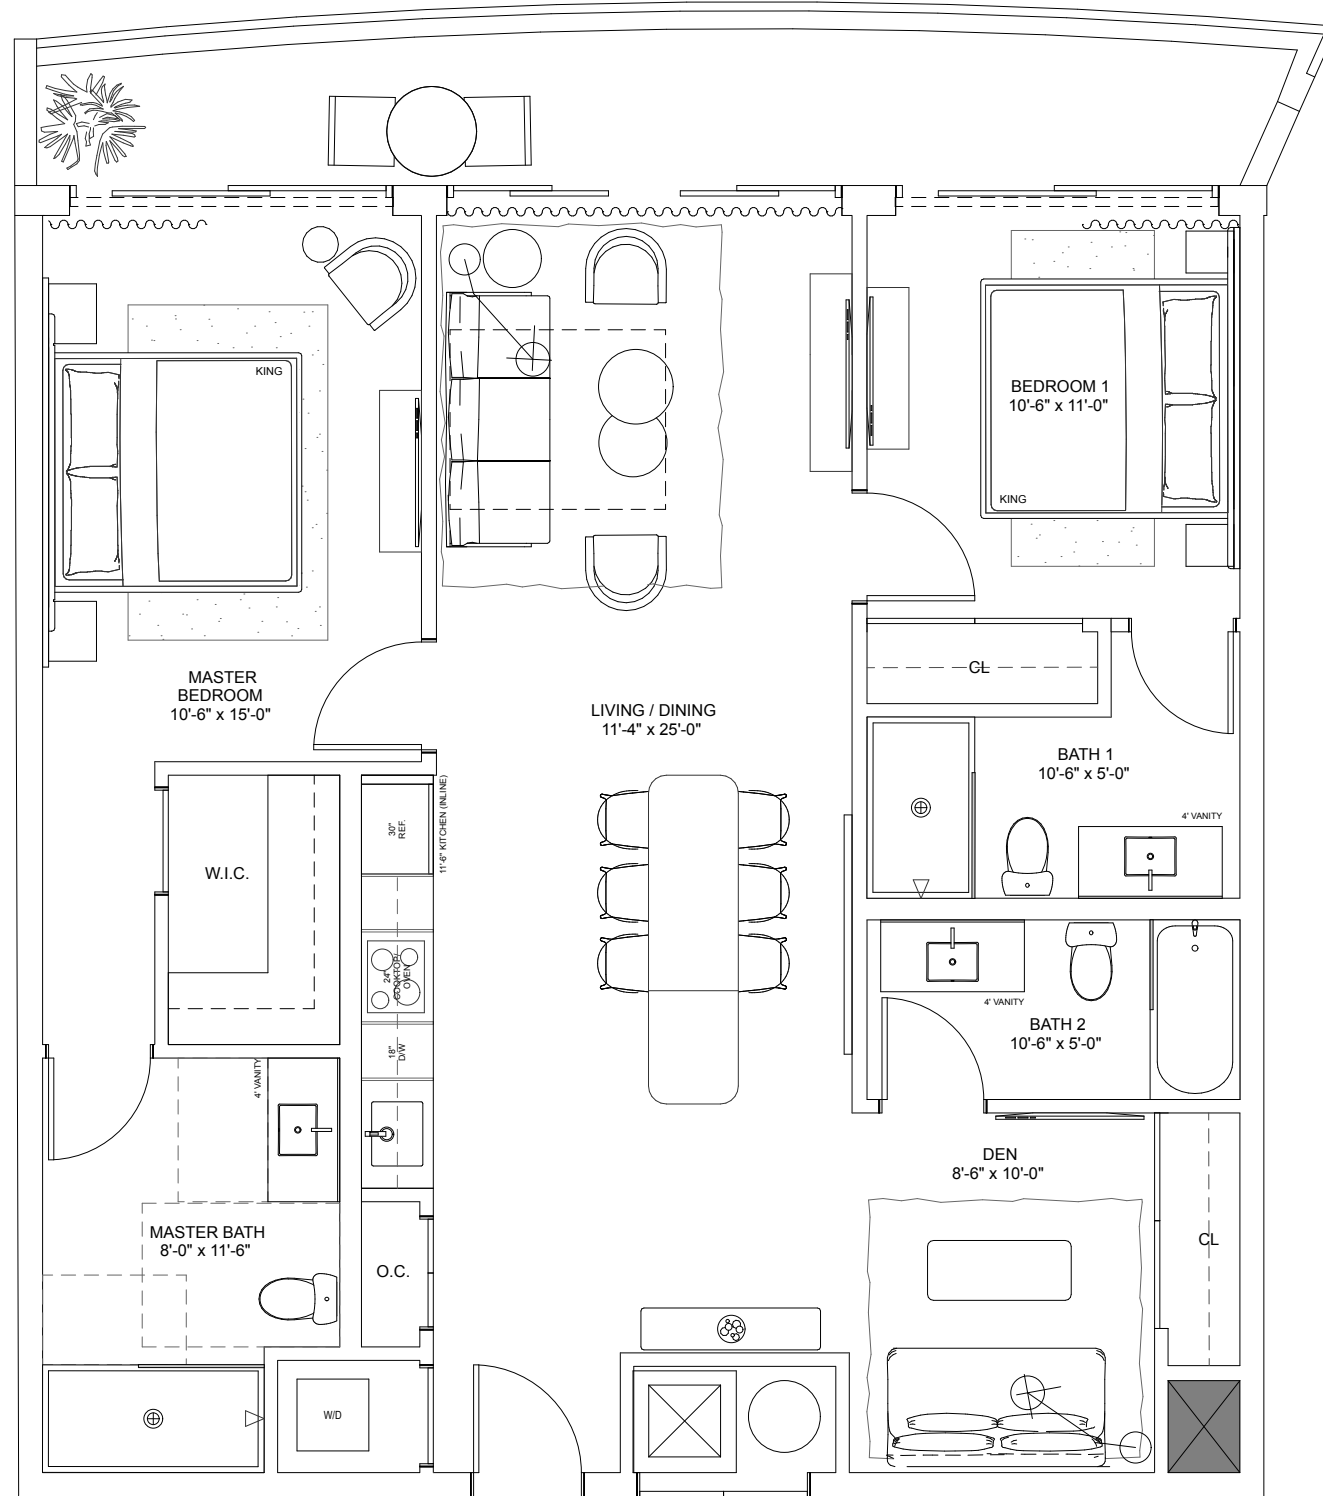 KING
BEDROOM 1
10'-6" x 11'-0"
KING
MASTER
BEDROOM
10'-6" x 15'-0"
CL
LIVING / DINING
11'-4" x 25'-0"
BATH 1
10'-6" x 5'-0"
4' VANITY
11'-6" KITCHEN (INLINE)
30"
REF.
W.I.C.
24"
COOKTOP/
OVEN
4' VANITY
BATH 2
10'-6" x 5'-0"
18"
D/W
4' VANITY
DEN
8'-6" x 10'-0"
MASTER BATH
8'-0" x 11'-6"
CL
O.C.
W/D